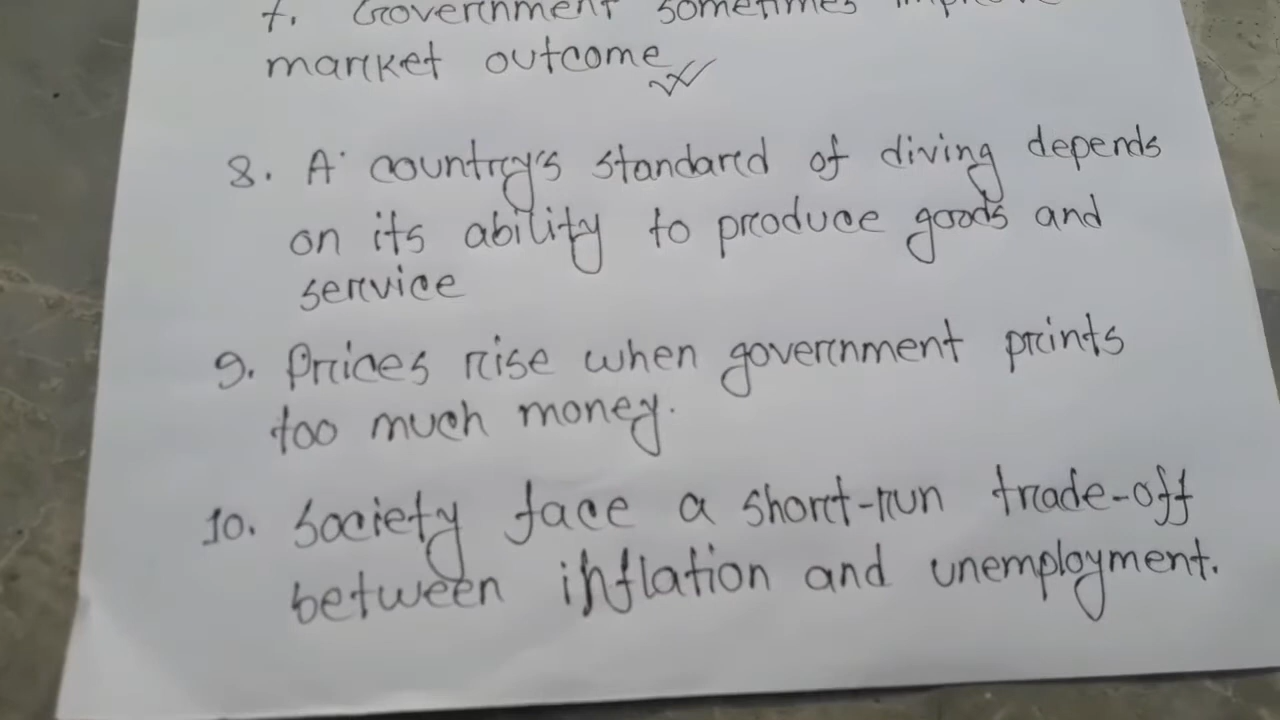 7. Government sometimes improve
market outcome
8. A country's standard of diving depends
on its ability to produce goods and
service
9. Prices rise when government prints
too much money.
10. Society face a short-run trade-off
between inflation and unemployment.